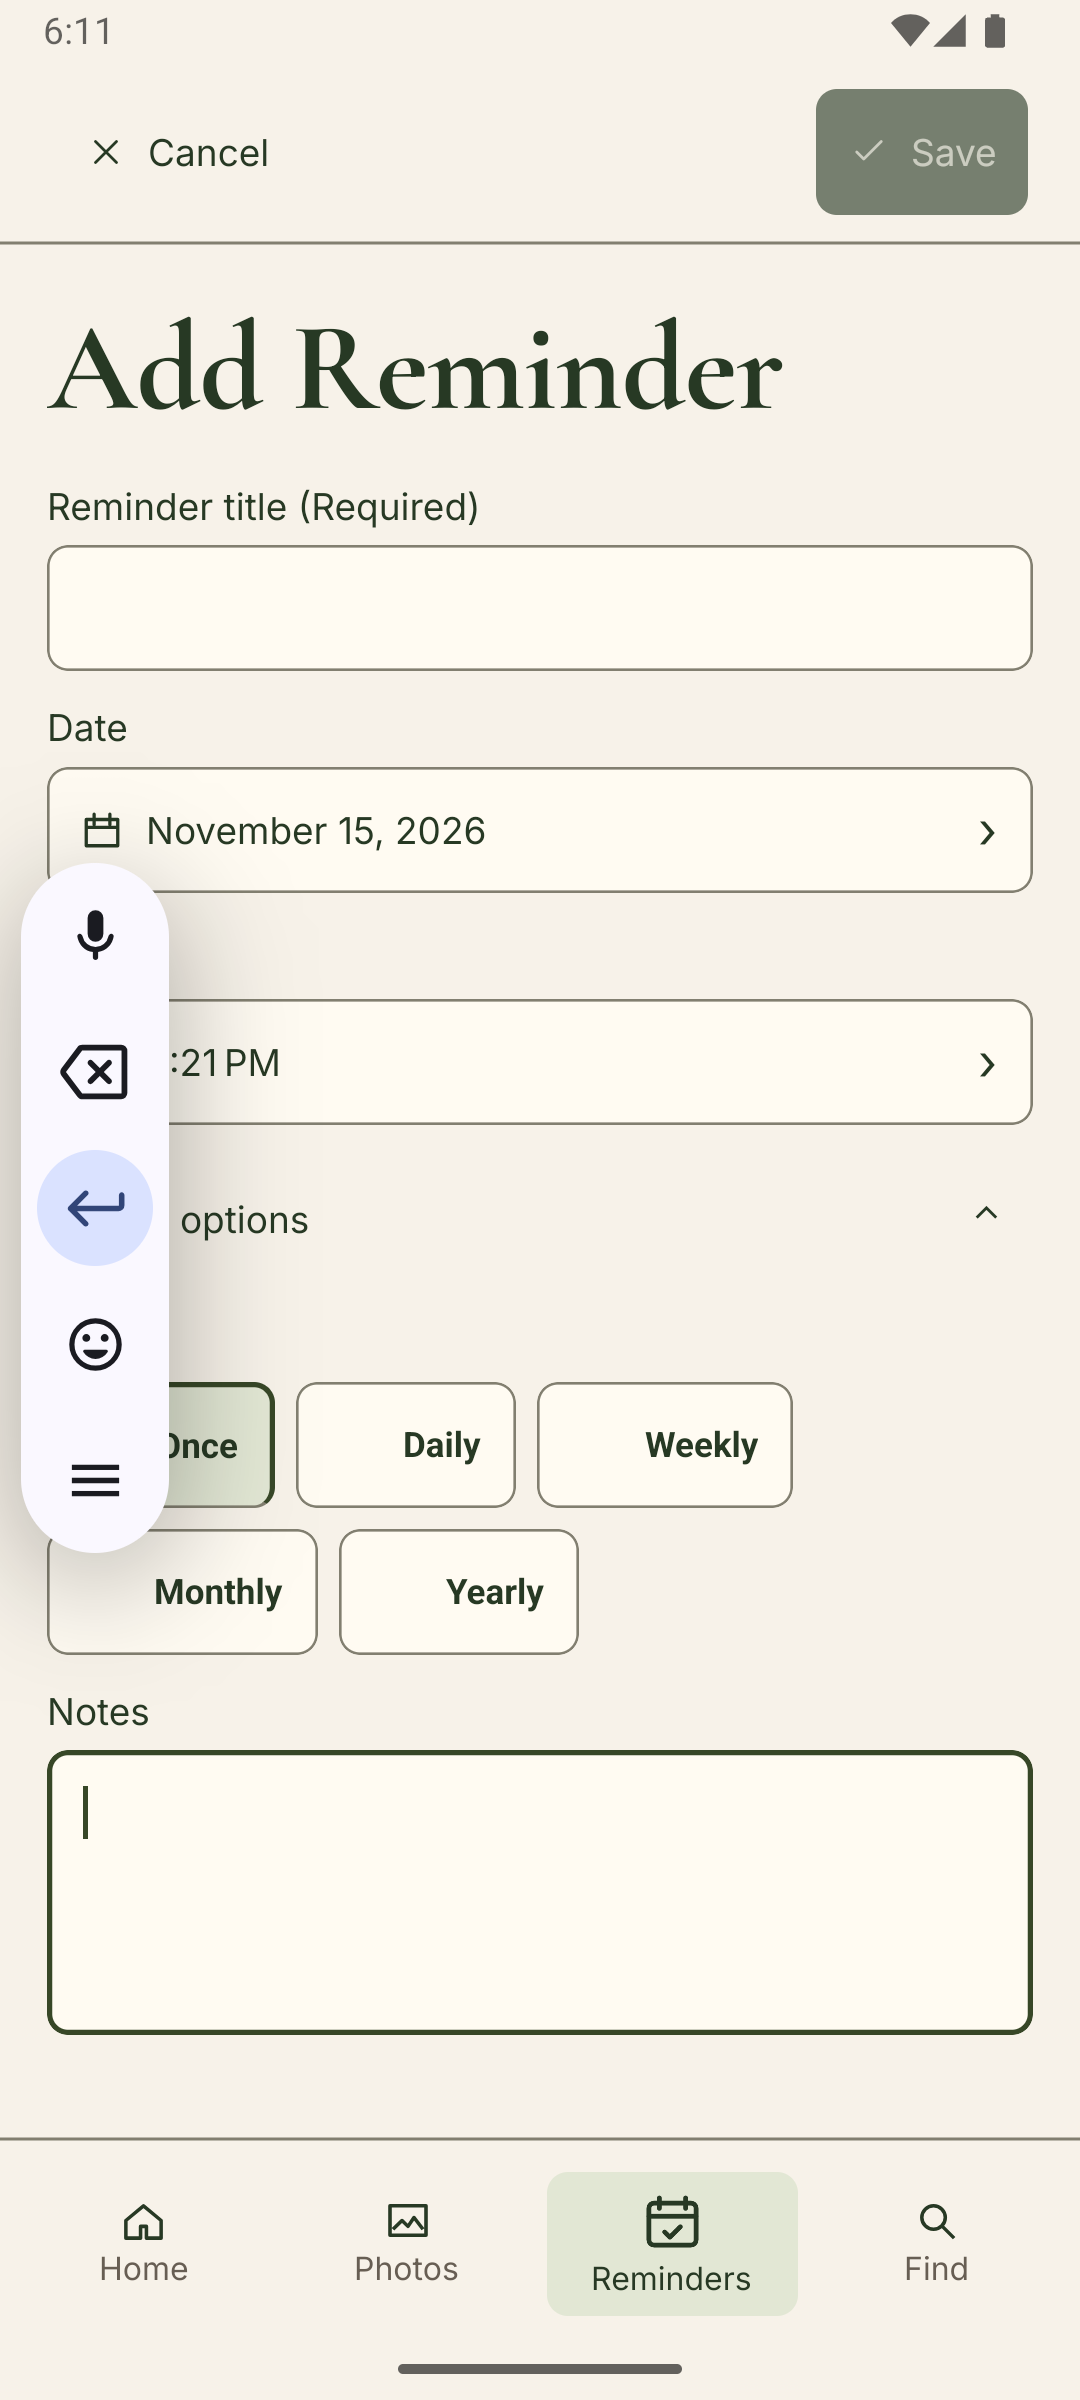 6:11
Cancel
Save
Add Reminder
Reminder title (Required)
Date
November 15, 2026
:21 PM
options
Once
Daily
Weekly
Monthly
Yearly
Notes
Home
Photos
Reminders
Find